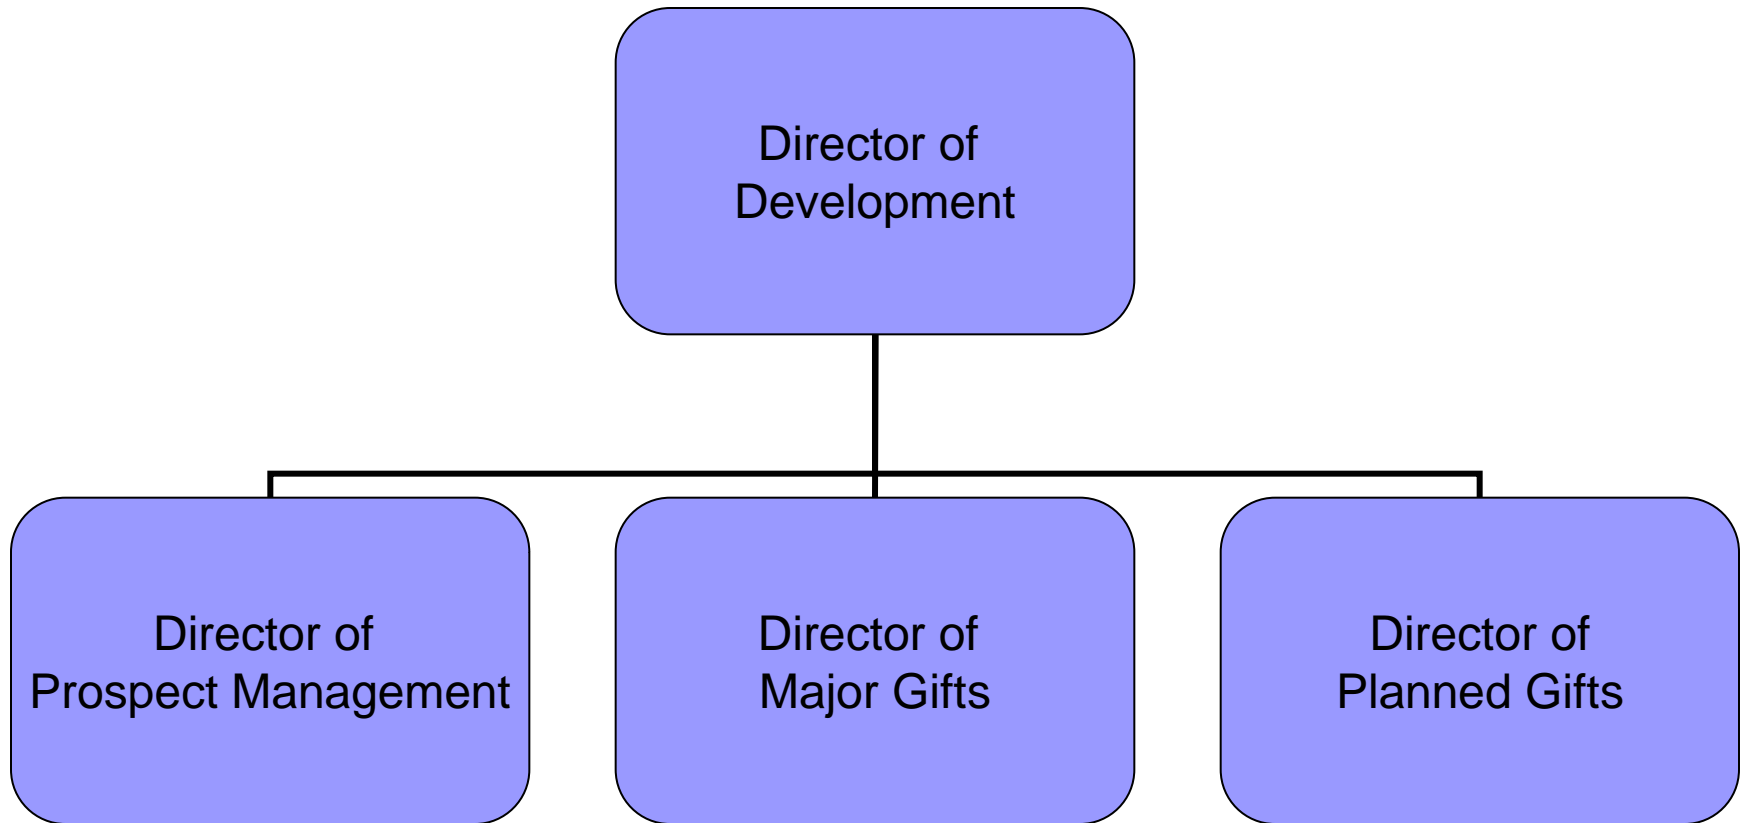 Director of
Development
Director of
Prospect Management
Director of
Major Gifts
Director of
Planned Gifts